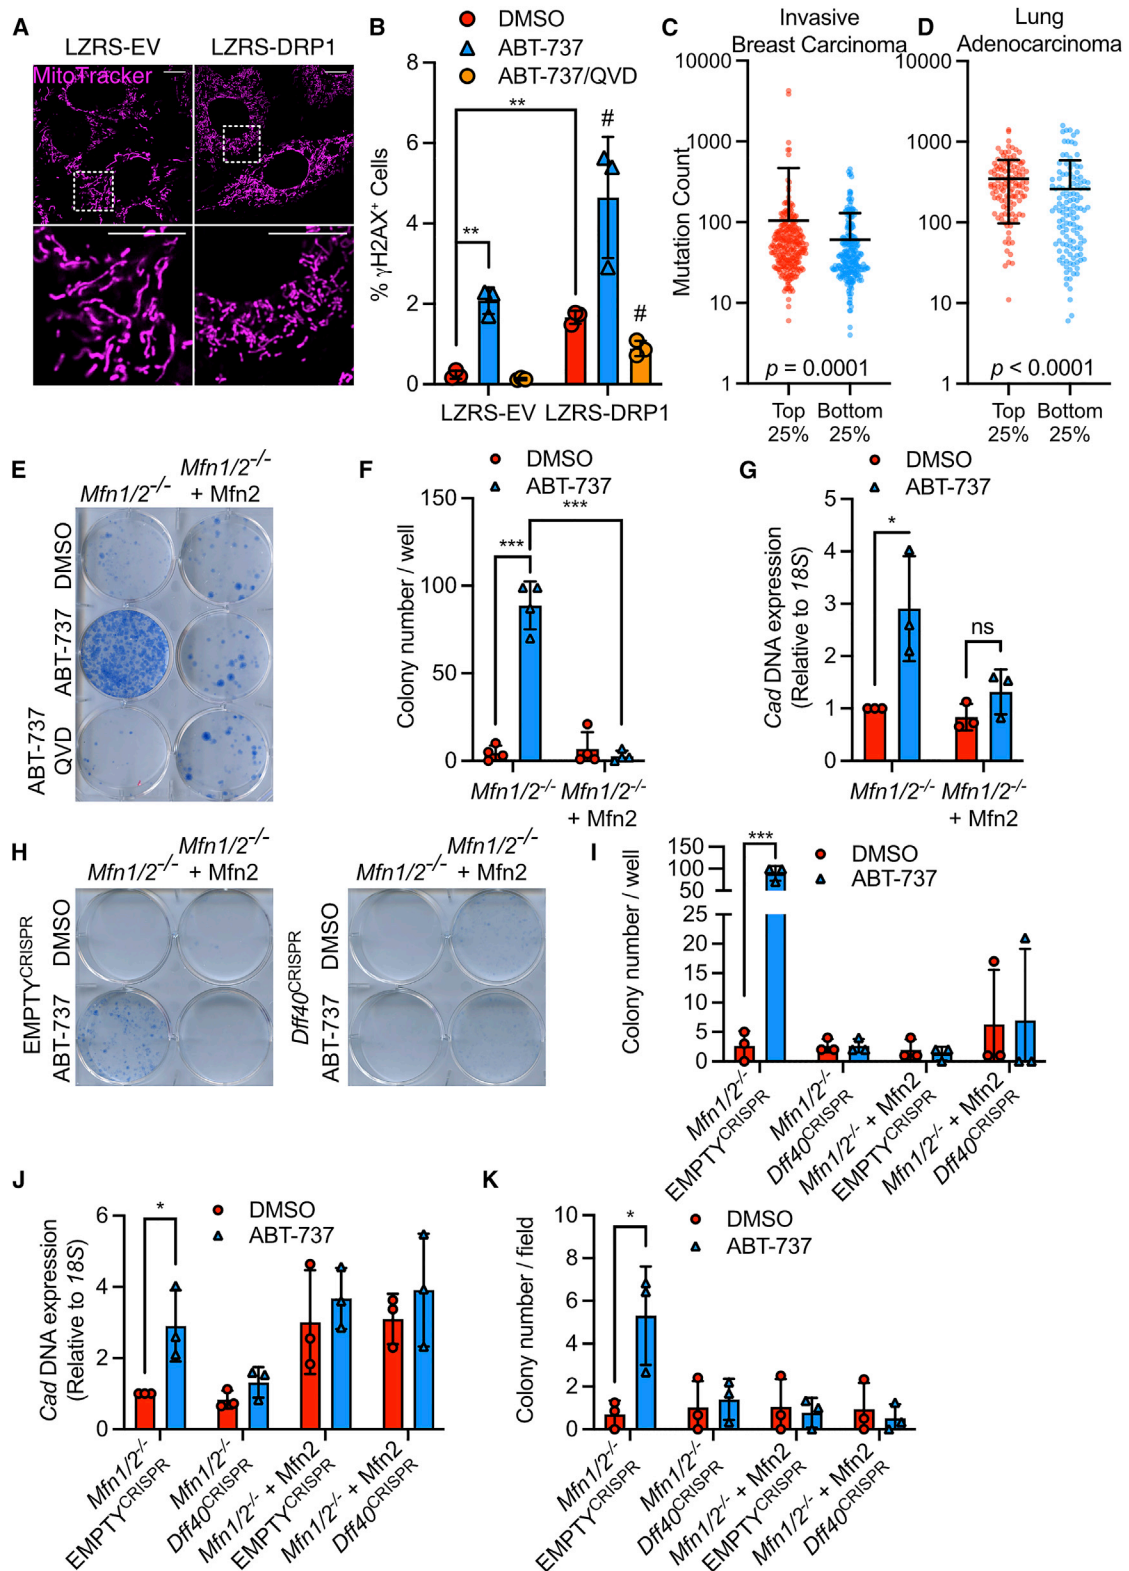 A
LZRS-EV
LZRS-DRP1
MitoTracker
B
DMSO
ABT-737
ABT-737/QVD
% γH2AX⁺ Cells
8
6
4
2
0
**
**
#
#
LZRS-EV
LZRS-DRP1
C
Invasive
Breast Carcinoma
Mutation Count
10000
1000
100
10
1
p = 0.0001
Top
25%
Bottom
25%
D
Lung
Adenocarcinoma
10000
1000
100
10
1
p < 0.0001
Top
25%
Bottom
25%
E
Mfn1/2⁻/⁻
Mfn1/2⁻/⁻
+ Mfn2
DMSO
ABT-737
ABT-737
QVD
F
DMSO
ABT-737
Colony number / well
150
100
50
0
***
***
Mfn1/2⁻/⁻
Mfn1/2⁻/⁻
+ Mfn2
G
DMSO
ABT-737
Cad DNA expression
(Relative to 18S)
5
4
3
2
1
0
*
ns
Mfn1/2⁻/⁻
Mfn1/2⁻/⁻
+ Mfn2
H
Mfn1/2⁻/⁻
Mfn1/2⁻/⁻
+ Mfn2
EMPTYCRISPR
DMSO
ABT-737
Mfn1/2⁻/⁻
Mfn1/2⁻/⁻
+ Mfn2
Dff40CRISPR
DMSO
ABT-737
I
DMSO
ABT-737
Colony number / well
150
100
50
25
20
15
10
5
0
***
Mfn1/2⁻/⁻
EMPTYCRISPR
Mfn1/2⁻/⁻
Dff40CRISPR
Mfn1/2⁻/⁻ + Mfn2
EMPTYCRISPR
Mfn1/2⁻/⁻ + Mfn2
Dff40CRISPR
J
DMSO
ABT-737
Cad DNA expression
(Relative to 18S)
6
4
2
0
*
Mfn1/2⁻/⁻
EMPTYCRISPR
Mfn1/2⁻/⁻
Dff40CRISPR
Mfn1/2⁻/⁻ + Mfn2
EMPTYCRISPR
Mfn1/2⁻/⁻ + Mfn2
Dff40CRISPR
K
DMSO
ABT-737
Colony number / field
10
8
6
4
2
0
*
Mfn1/2⁻/⁻
EMPTYCRISPR
Mfn1/2⁻/⁻
Dff40CRISPR
Mfn1/2⁻/⁻ + Mfn2
EMPTYCRISPR
Mfn1/2⁻/⁻ + Mfn2
Dff40CRISPR